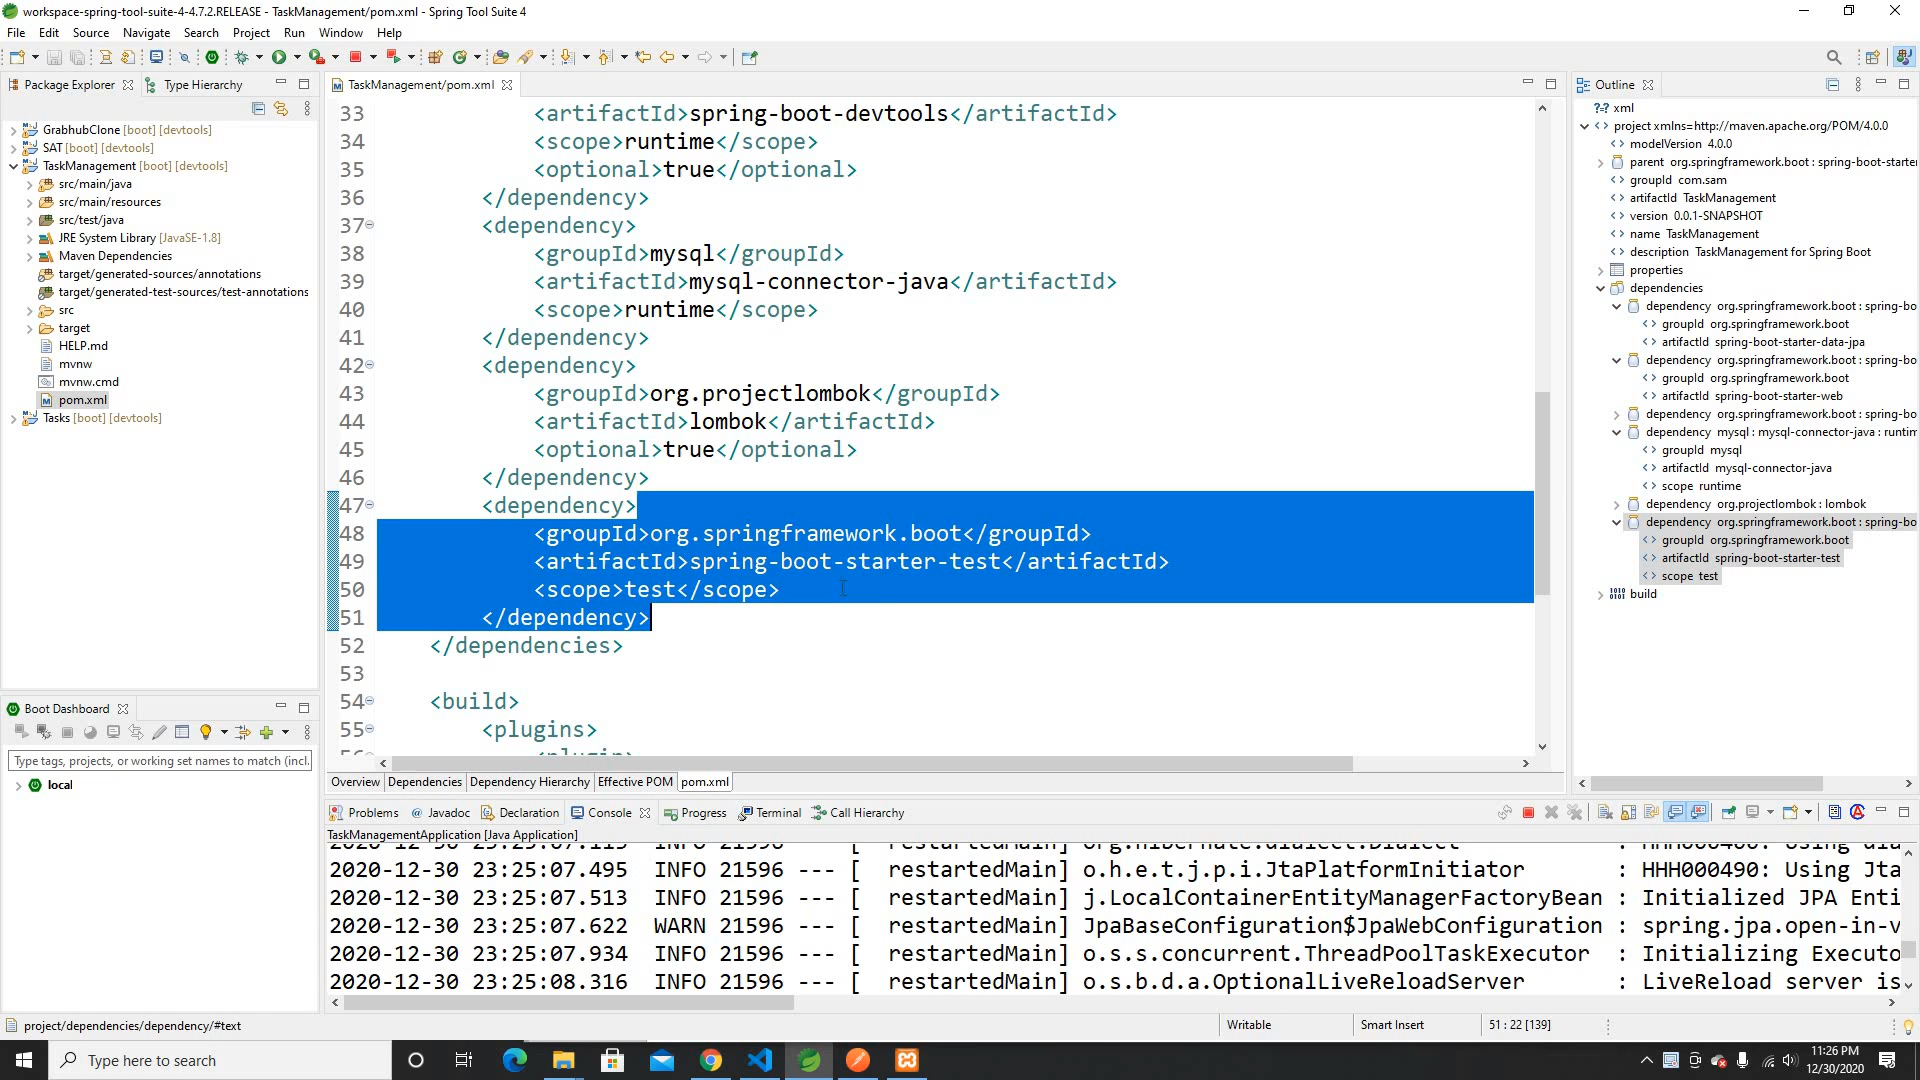 workspace-spring-tool-suite-4-4.7.2.RELEASE - TaskManagement/pom.xml - Spring Tool Suite 4
File Edit Source Navigate Search Project Run Window Help
Package Explorer Type Hierarchy
GrabhubClone [boot] [devtools]
SAT [boot] [devtools]
TaskManagement [boot] [devtools]
src/main/java
src/main/resources
src/test/java
JRE System Library [JavaSE-1.8]
Maven Dependencies
target/generated-sources/annotations
target/generated-test-sources/test-annotations
src
target
HELP.md
mvnw
mvnw.cmd
pom.xml
Tasks [boot] [devtools]
Boot Dashboard
Type tags, projects, or working set names to match (incl.
local
TaskManagement/pom.xml
33 <artifactId>spring-boot-devtools</artifactId>
34 <scope>runtime</scope>
35 <optional>true</optional>
36 </dependency>
37 <dependency>
38 <groupId>mysql</groupId>
39 <artifactId>mysql-connector-java</artifactId>
40 <scope>runtime</scope>
41 </dependency>
42 <dependency>
43 <groupId>org.projectlombok</groupId>
44 <artifactId>lombok</artifactId>
45 <optional>true</optional>
46 </dependency>
47 <dependency>
48 <groupId>org.springframework.boot</groupId>
49 <artifactId>spring-boot-starter-test</artifactId>
50 <scope>test</scope>
51 </dependency>
52 </dependencies>
53
54 <build>
55 <plugins>
Overview Dependencies Dependency Hierarchy Effective POM pom.xml
Outline
?=? xml
project xmlns=http://maven.apache.org/POM/4.0.0
modelVersion 4.0.0
parent org.springframework.boot : spring-boot-starter
groupId com.sam
artifactId TaskManagement
version 0.0.1-SNAPSHOT
name TaskManagement
description TaskManagement for Spring Boot
properties
dependencies
dependency org.springframework.boot : spring-bo
groupId org.springframework.boot
artifactId spring-boot-starter-data-jpa
dependency org.springframework.boot : spring-bo
groupId org.springframework.boot
artifactId spring-boot-starter-web
dependency org.springframework.boot : spring-bo
dependency mysql : mysql-connector-java : runtim
groupId mysql
artifactId mysql-connector-java
scope runtime
dependency org.projectlombok : lombok
dependency org.springframework.boot : spring-bo
groupId org.springframework.boot
artifactId spring-boot-starter-test
scope test
build
Problems Javadoc Declaration Console Progress Terminal Call Hierarchy
TaskManagementApplication [Java Application]
2020-12-30 23:25:07.495 INFO 21596 --- [ restartedMain] o.h.e.t.j.p.i.JtaPlatformInitiator : HHH000490: Using Jta
2020-12-30 23:25:07.513 INFO 21596 --- [ restartedMain] j.LocalContainerEntityManagerFactoryBean : Initialized JPA Enti
2020-12-30 23:25:07.622 WARN 21596 --- [ restartedMain] JpaBaseConfiguration$JpaWebConfiguration : spring.jpa.open-in-v
2020-12-30 23:25:07.934 INFO 21596 --- [ restartedMain] o.s.s.concurrent.ThreadPoolTaskExecutor : Initializing Executo
2020-12-30 23:25:08.316 INFO 21596 --- [ restartedMain] o.s.b.d.a.OptionalLiveReloadServer : LiveReload server is
project/dependencies/dependency/#text
Writable Smart Insert 51 : 22 [139]
Type here to search
11:26 PM
12/30/2020